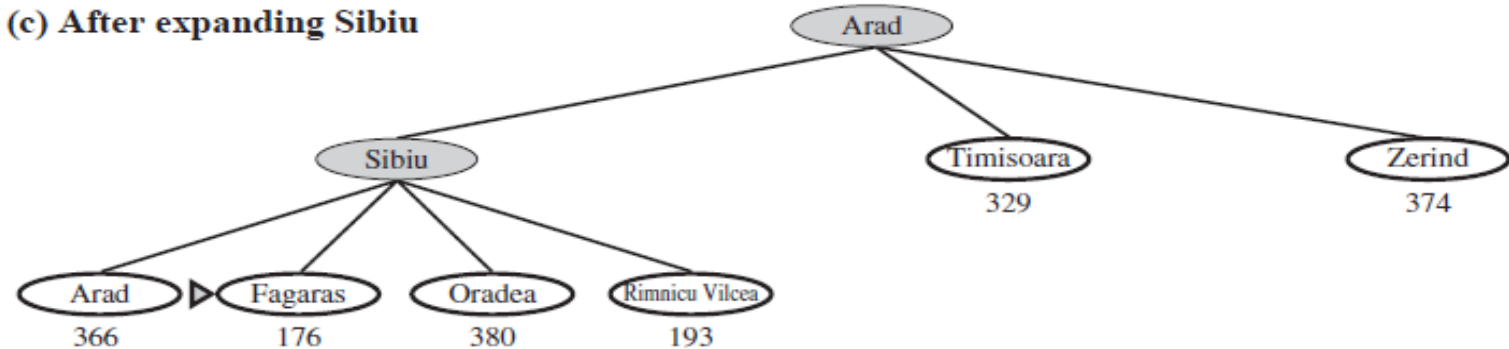 (c) After expanding Sibiu
Arad
Sibiu
Timisoara
Zerind
329
374
Arad
Fagaras
Oradea
Rimnicu Vilcea
366
176
380
193